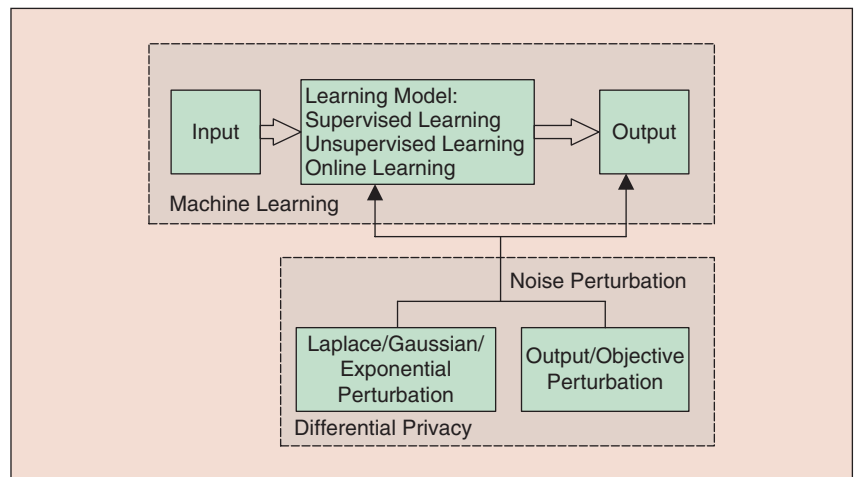 Input
Learning Model:
Supervised Learning
Unsupervised Learning
Online Learning
Output
Machine Learning
Noise Perturbation
Laplace/Gaussian/
Exponential
Perturbation
Output/Objective
Perturbation
Differential Privacy